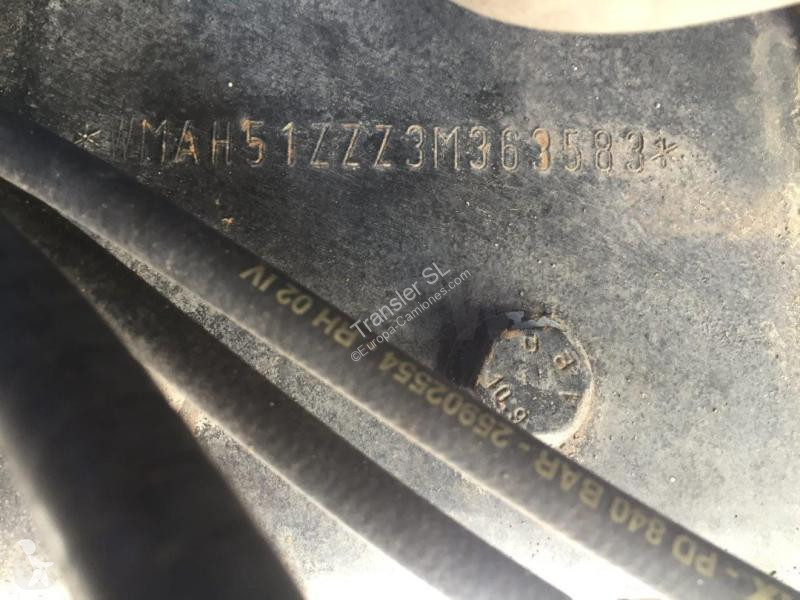 *WMAH51ZZZ3M363583*
Transler SL
©Europa-Camiones.com
X - PD 840 BAR - 25902554 RH 02 IV